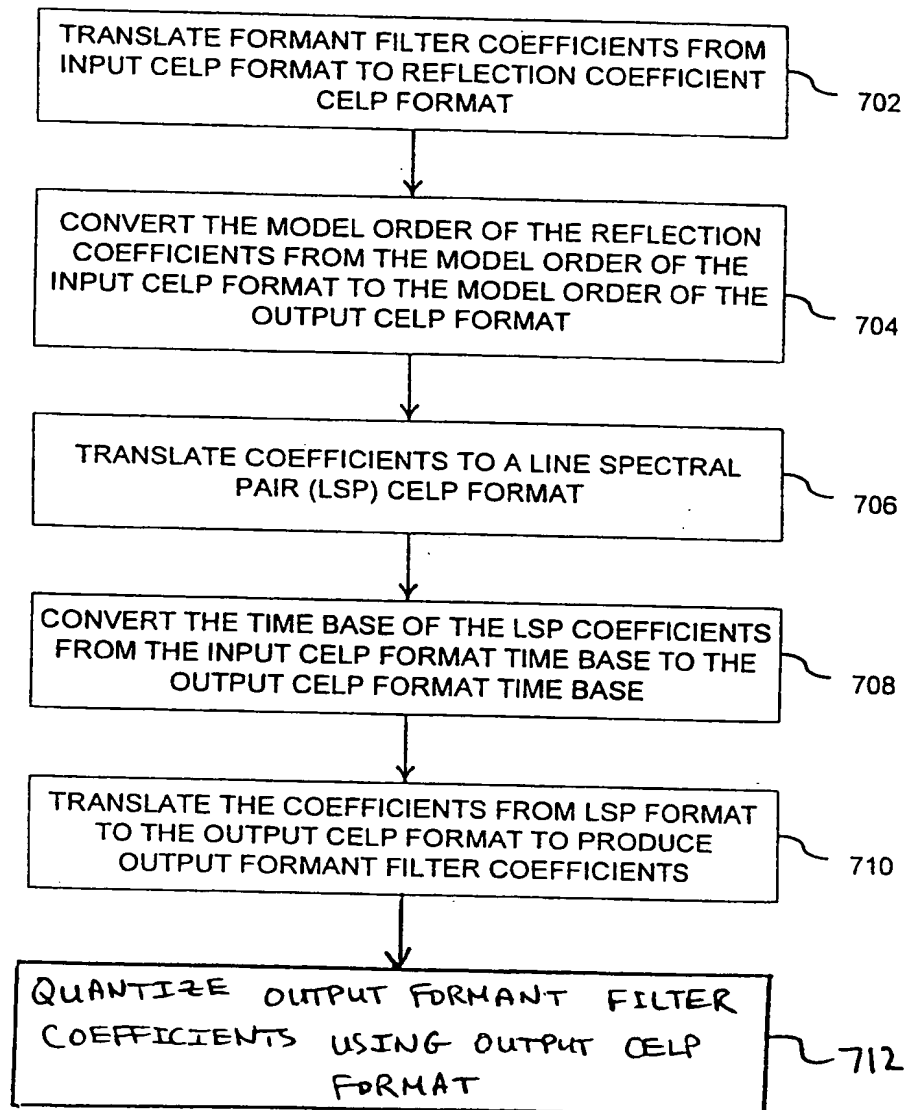 TRANSLATE FORMANT FILTER COEFFICIENTS FROM
INPUT CELP FORMAT TO REFLECTION COEFFICIENT
CELP FORMAT
702
CONVERT THE MODEL ORDER OF THE REFLECTION
COEFFICIENTS FROM THE MODEL ORDER OF THE
INPUT CELP FORMAT TO THE MODEL ORDER OF THE
OUTPUT CELP FORMAT
704
TRANSLATE COEFFICIENTS TO A LINE SPECTRAL
PAIR (LSP) CELP FORMAT
706
CONVERT THE TIME BASE OF THE LSP COEFFICIENTS
FROM THE INPUT CELP FORMAT TIME BASE TO THE
OUTPUT CELP FORMAT TIME BASE
708
TRANSLATE THE COEFFICIENTS FROM LSP FORMAT
TO THE OUTPUT CELP FORMAT TO PRODUCE
OUTPUT FORMANT FILTER COEFFICIENTS
710
QUANTIZE OUTPUT FORMANT FILTER
COEFFICIENTS USING OUTPUT CELP
FORMAT
712